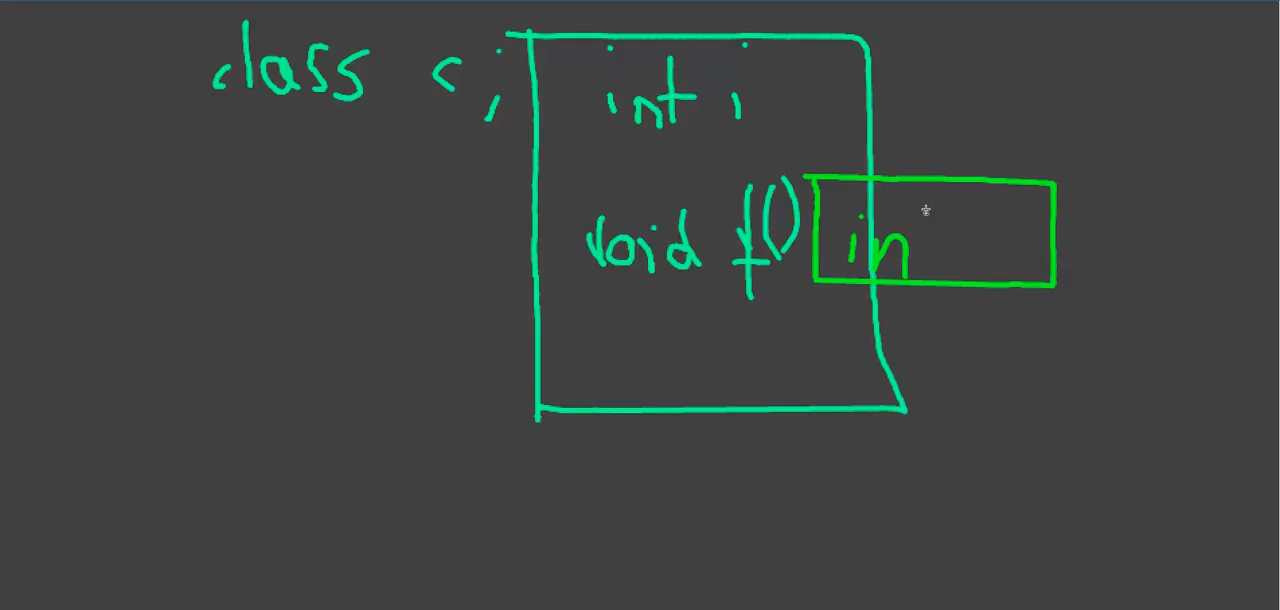 class c;
int i
void f()
in